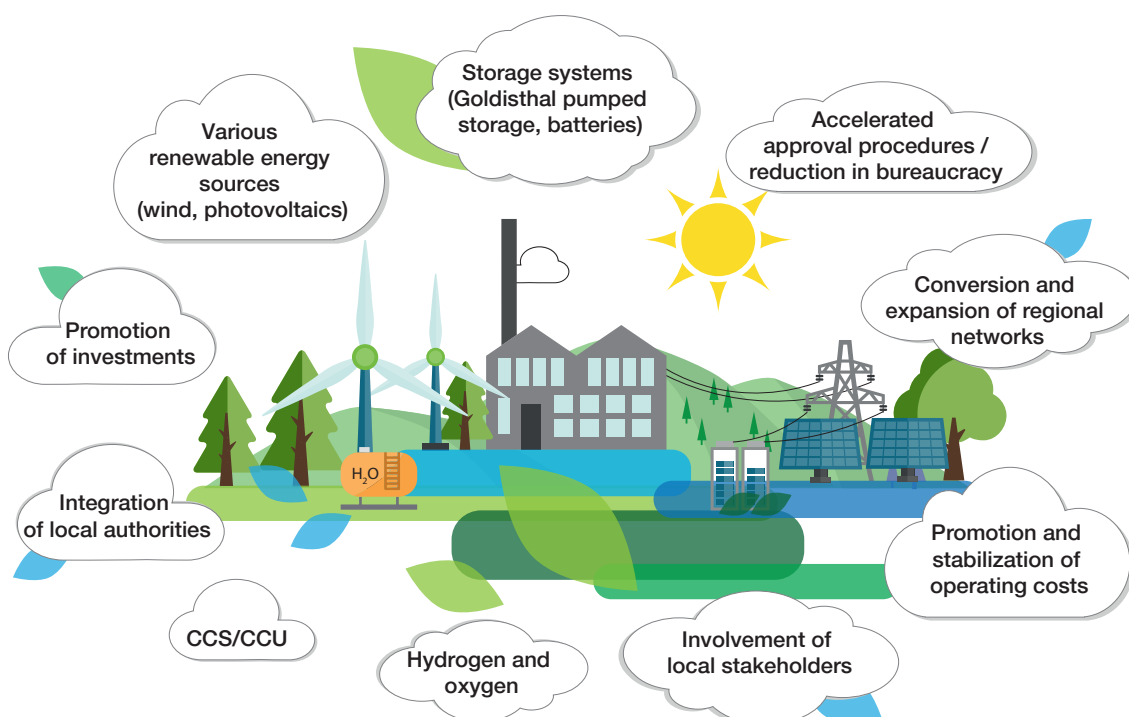 Storage systems
(Goldisthal pumped
storage, batteries)
Various
renewable energy
sources
(wind, photovoltaics)
Accelerated
approval procedures /
reduction in bureaucracy
Conversion and
expansion of regional
networks
Promotion
of investments
H₂O
Integration
of local authorities
Promotion and
stabilization of
operating costs
CCS/CCU
Hydrogen and
oxygen
Involvement of
local stakeholders